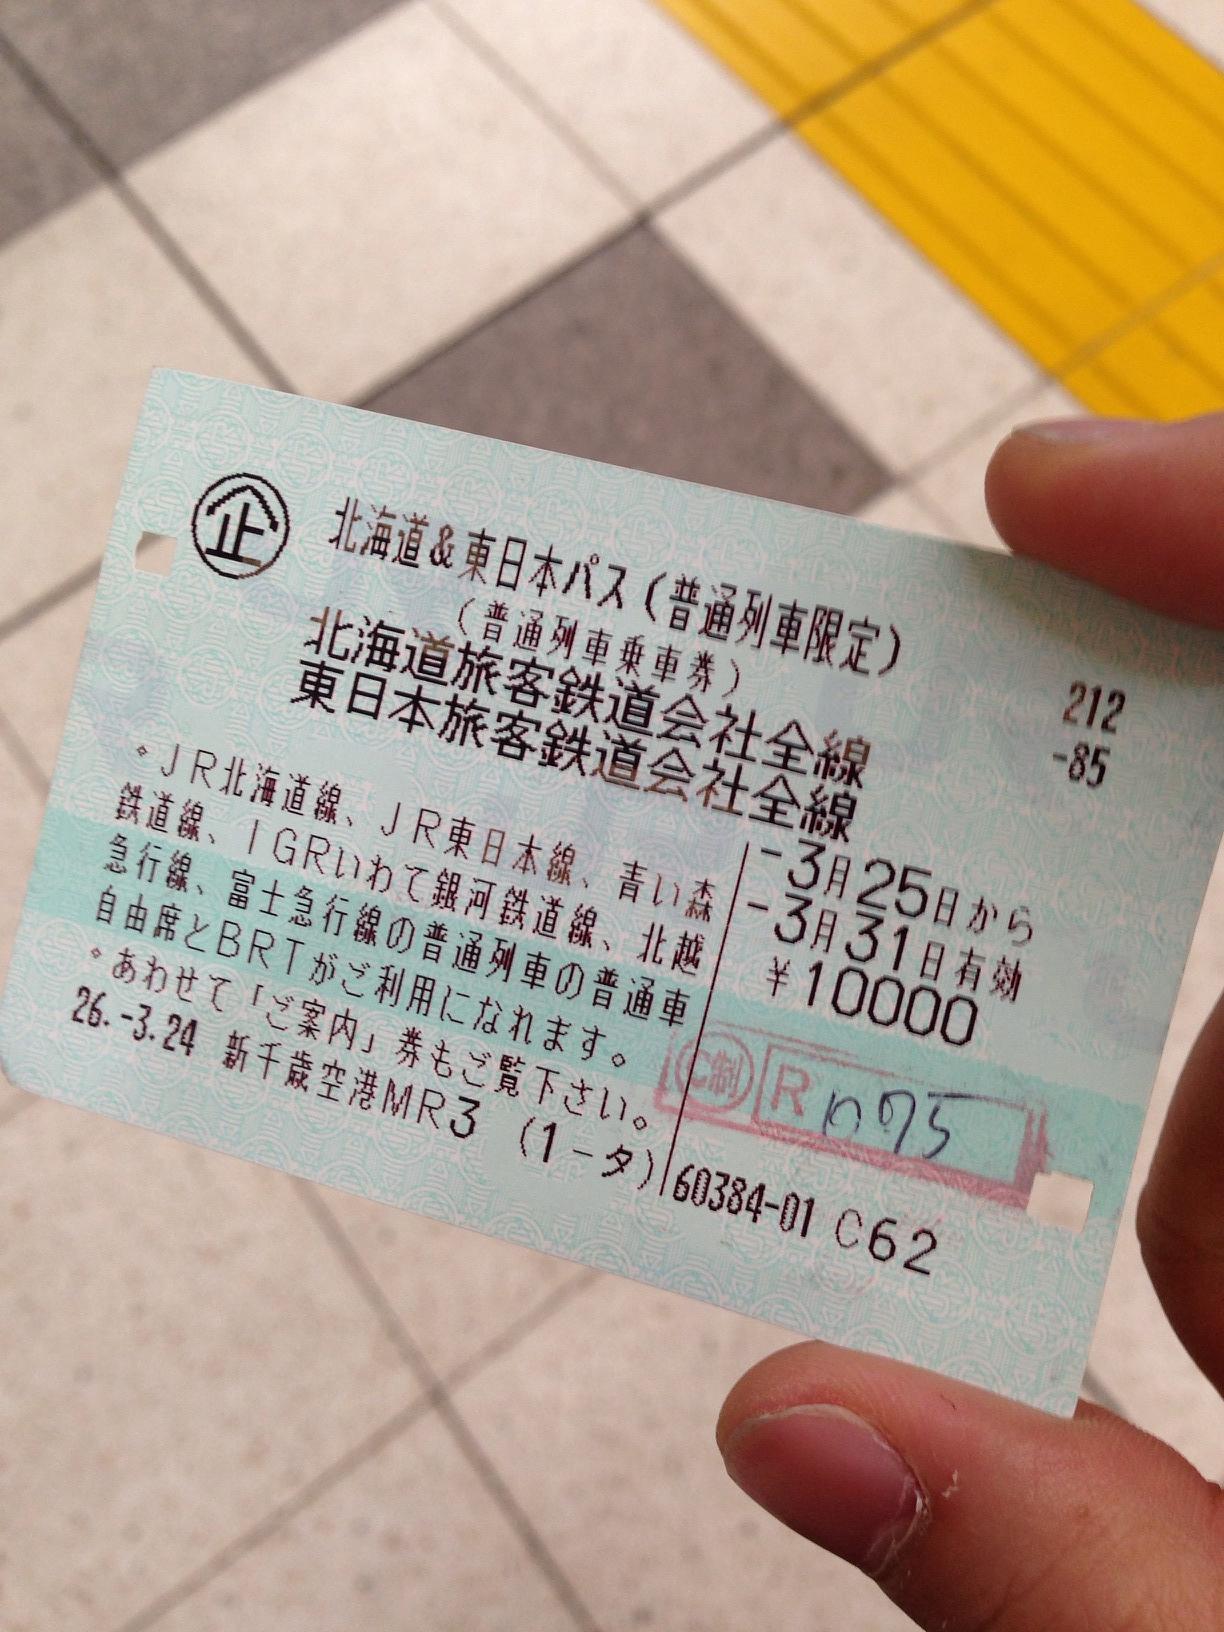 企 北海道&東日本パス(普通列車限定)
(普通列車乗車券)
212
-85
北海道旅客鉄道会社全線
東日本旅客鉄道会社全線
・JR北海道線、JR東日本線、青い森
鉄道線、IGRいわて銀河鉄道線、北越
急行線、富士急行線の普通列車の普通車
自由席とBRTがご利用になれます。
・あわせて「ご案内」券もご覧下さい。
-3月25日から
-3月31日有効
¥10000
C制 R 075
26.-3.24 新千歳空港MR3 (1-タ)
60384-01 C62